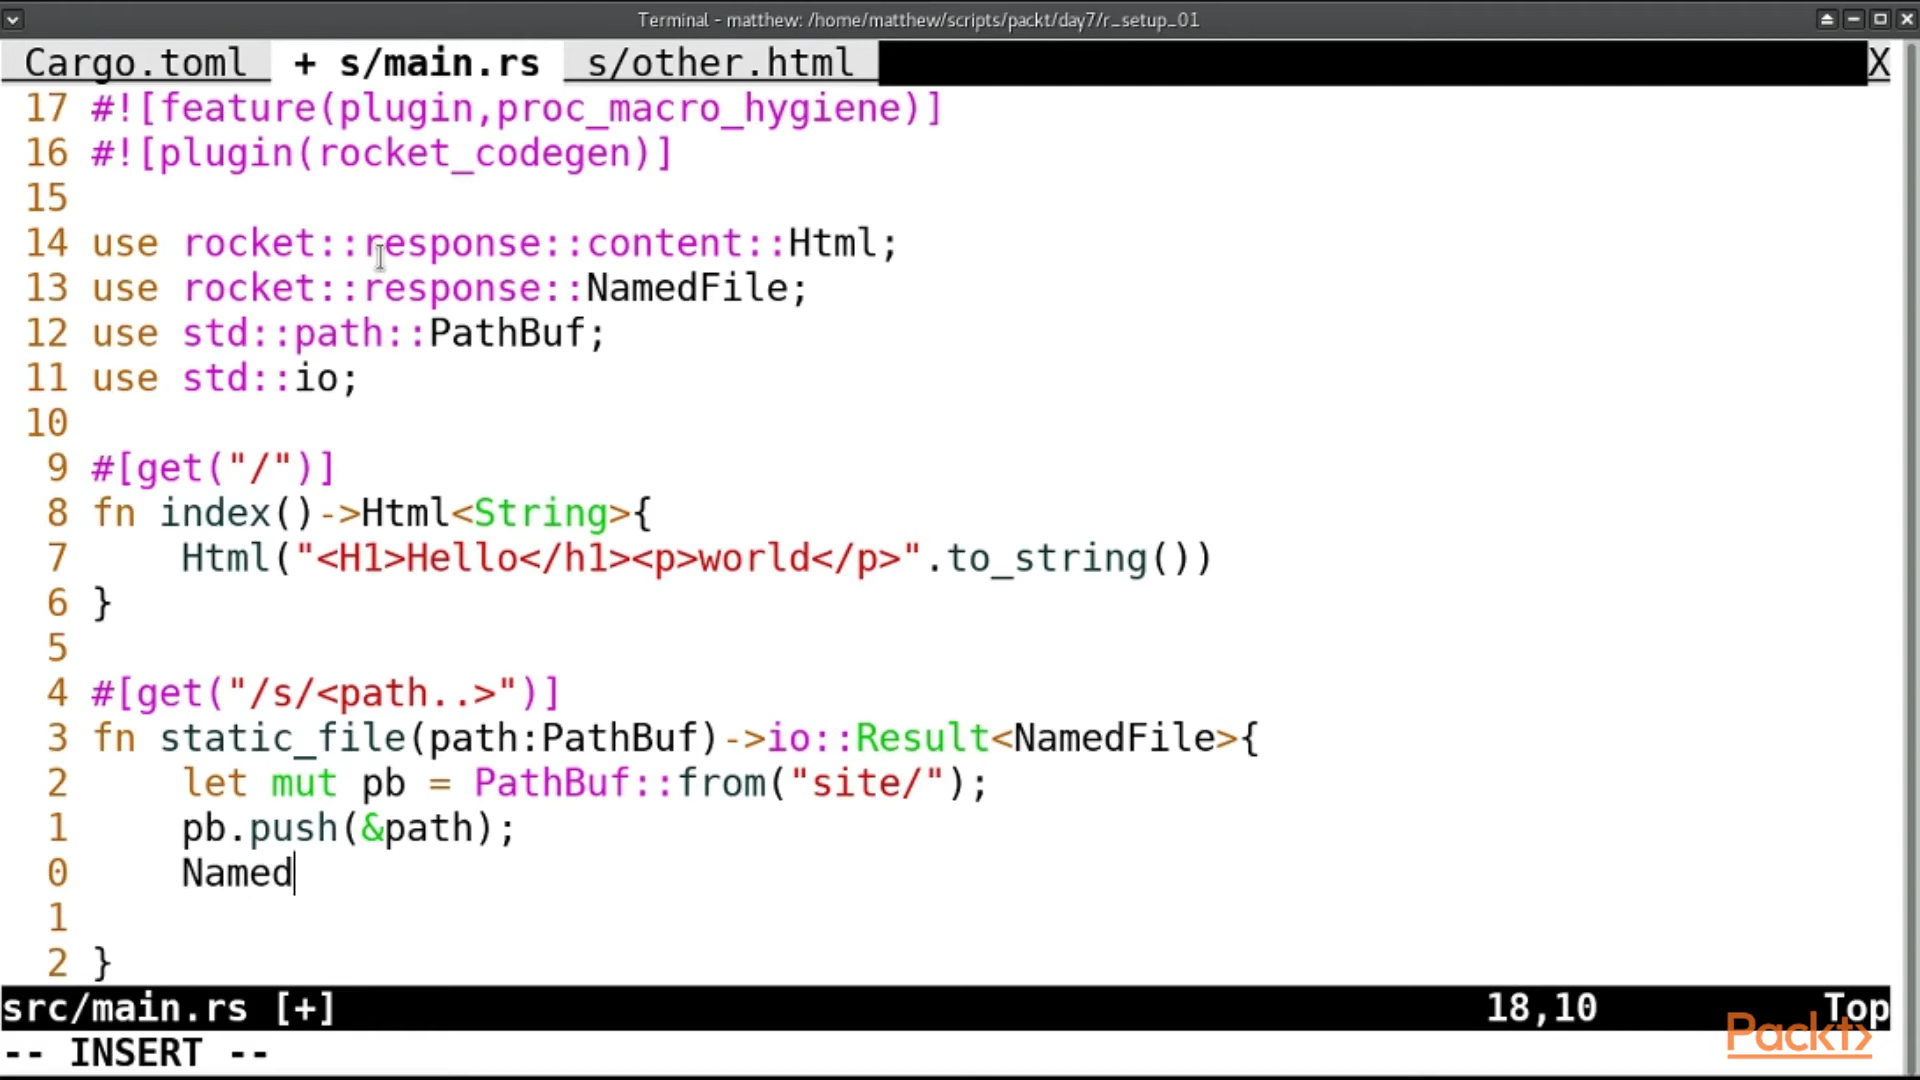 Terminal - matthew: /home/matthew/scripts/packt/day7/r_setup_01
Cargo.toml + s/main.rs s/other.html X
17 #![feature(plugin,proc_macro_hygiene)]
16 #![plugin(rocket_codegen)]
15
14 use rocket::response::content::Html;
13 use rocket::response::NamedFile;
12 use std::path::PathBuf;
11 use std::io;
10
9 #[get("/")]
8 fn index()->Html<String>{
7     Html("<H1>Hello</h1><p>world</p>".to_string())
6 }
5
4 #[get("/s/<path..>")]
3 fn static_file(path:PathBuf)->io::Result<NamedFile>{
2     let mut pb = PathBuf::from("site/");
1     pb.push(&path);
0     Named
1
2 }
src/main.rs [+] 18,10 Top
-- INSERT --
Packt>